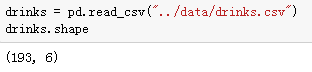 drinks = pd.read_csv("../data/drinks.csv")
drinks.shape
(193, 6)